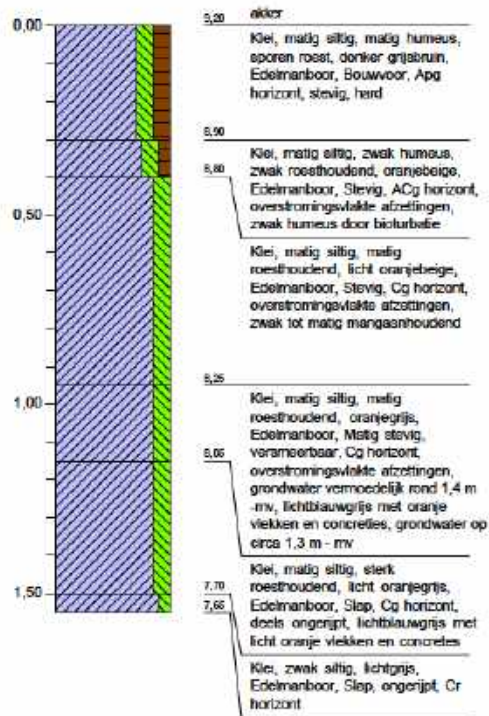 0,00
9,20
akker
Klei, matig siltig, matig humeus,
sporen roest, donker grijsbruin,
Edelmanboor, Bouwvoor, Apg
horizont, stevig, hard
8,90
Klei, matig siltig, zwak humeus,
zwak roesthoudend, oranjebeige,
8,80
Edelmanboor, Stevig, ACg horizont,
overstromingsvlakte afzettingen,
0,50
zwak humeus door bioturbatie
Klei, matig siltig, matig
roesthoudend, licht oranjebeige,
Edelmanboor, Stevig, Cg horizont,
overstromingsvlakte afzettingen,
zwak tot matig mangaanhoudend
8,25
1,00
Klei, matig siltig, matig
roesthoudend, oranjegrijs,
Edelmanboor, Matig stevig,
8,05
horizont,
overstromingsvlakte afzettingen,
grondwater vermoedelijk rond 1,4 m
-mv, lichtblauwgrijs met oranje
vlekken en concreties, grondwater op
circa 1,3 m - mv
1,50
7,70
7,65
Klei, matig siltig, sterk
roesthoudend, licht oranjegrijs,
Edelmanboor, Slap, Cg horizont,
deels ongerijpt, lichtblauwgrijs met
licht oranje vlekken en concretes
Klei, zwak siltig, lichtgrijs,
Edelmanboor, Slap, ongerijpt, Cr
horizont